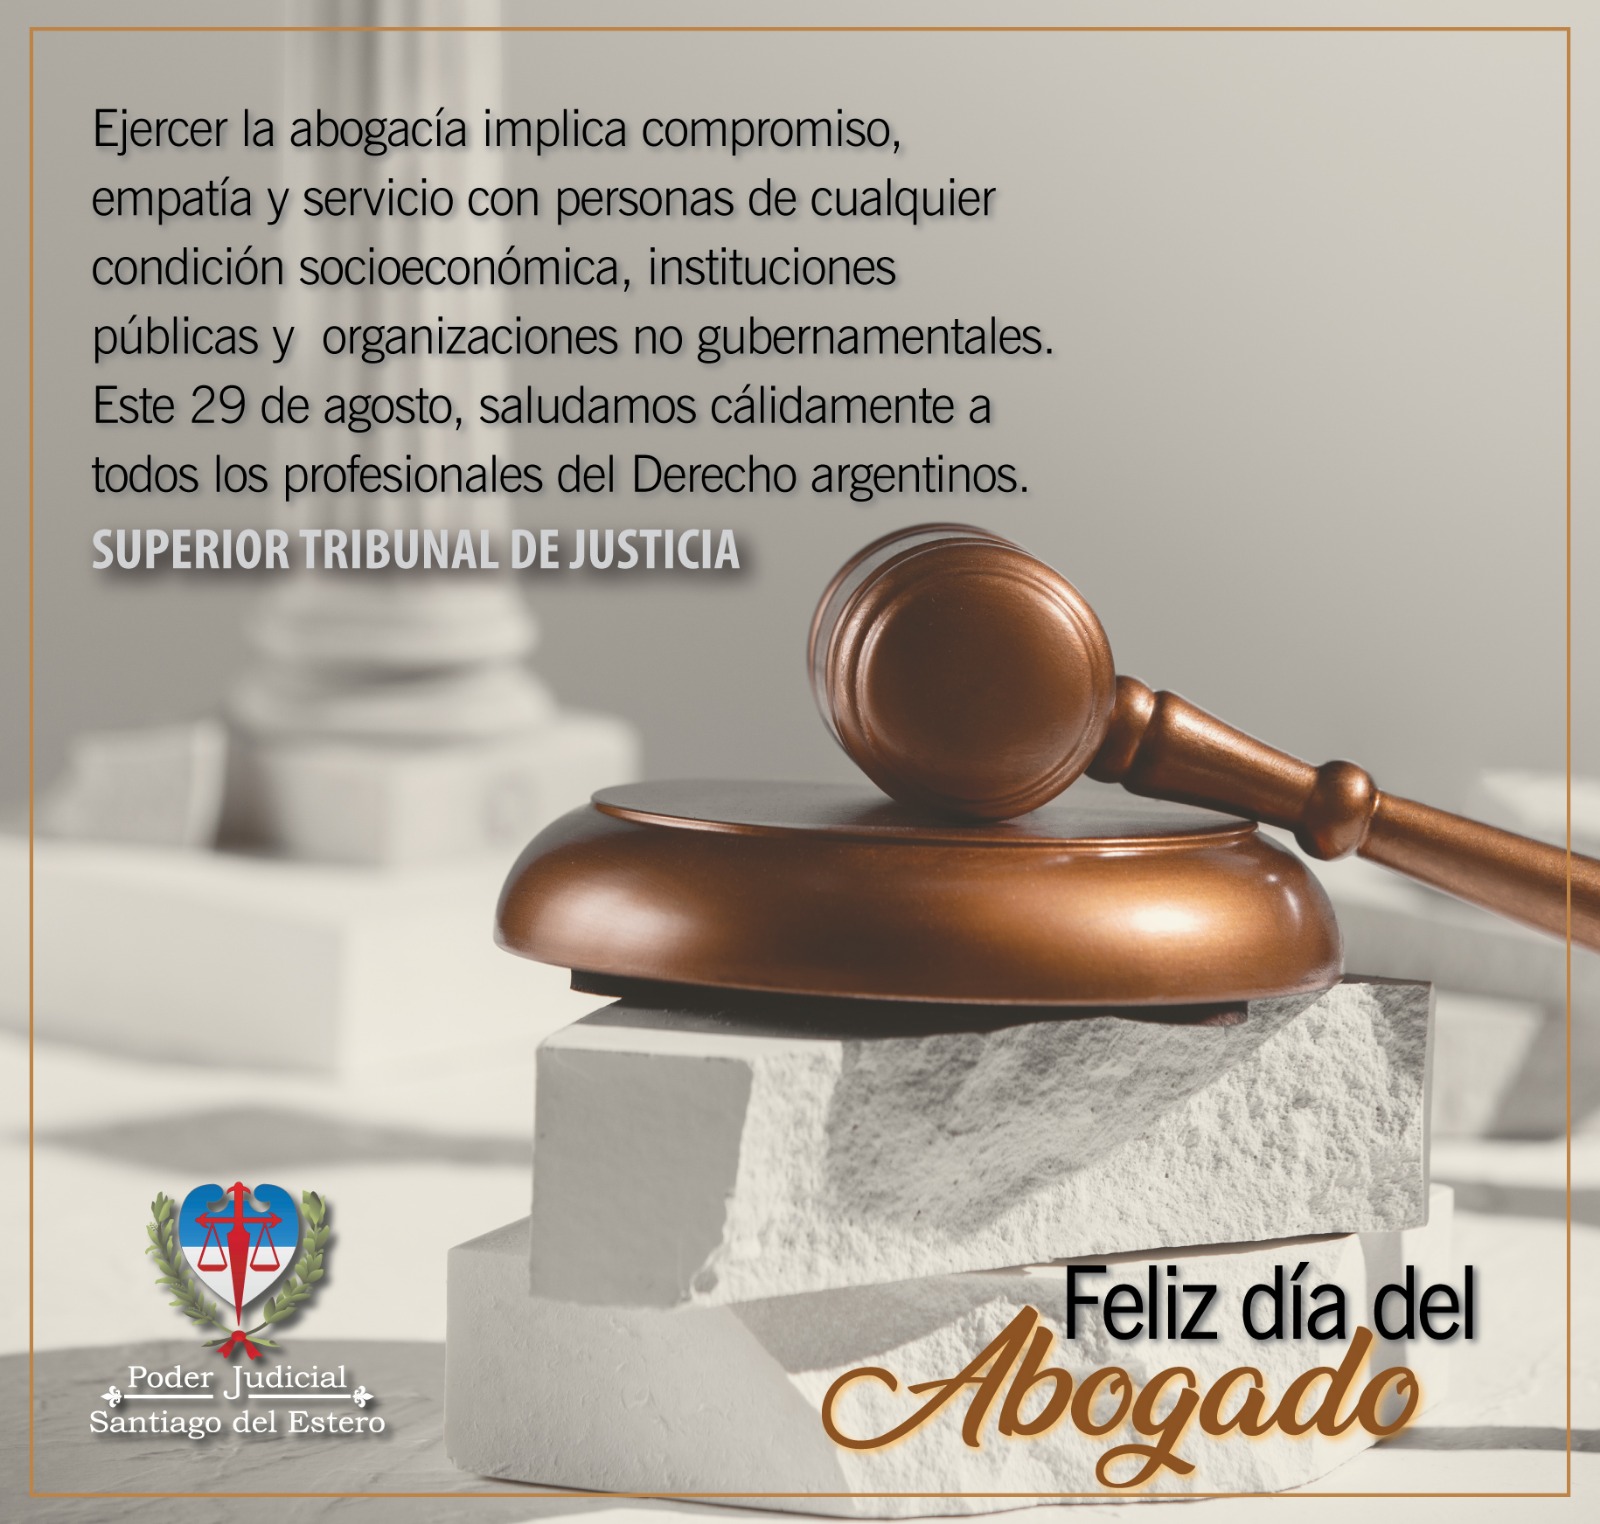 Ejercer la abogacía implica compromiso,
empatía y servicio con personas de cualquier
condición socioeconómica, instituciones
públicas y  organizaciones no gubernamentales.
Este 29 de agosto, saludamos cálidamente a
todos los profesionales del Derecho argentinos.
SUPERIOR TRIBUNAL DE JUSTICIA
Feliz día del
Abogado
Poder Judicial
Santiago del Estero